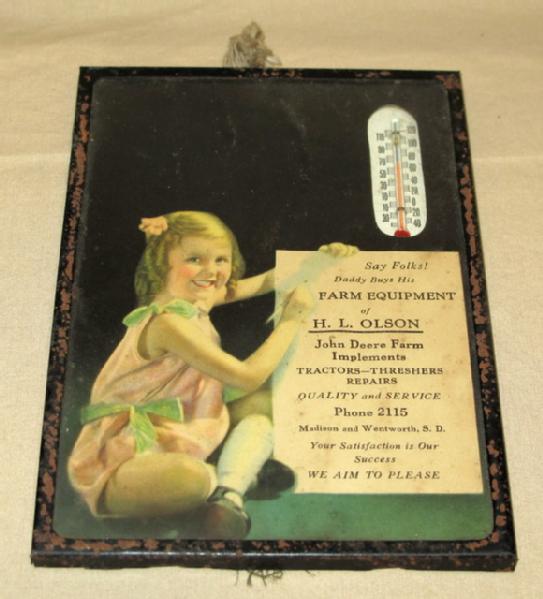 Say Folks!
Daddy Buys His
FARM EQUIPMENT
of
H. L. OLSON
John Deere Farm
Implements
TRACTORS—THRESHERS
REPAIRS
QUALITY and SERVICE
Phone 2115
Madison and Wentworth, S. D.
Your Satisfaction is Our
Success
WE AIM TO PLEASE